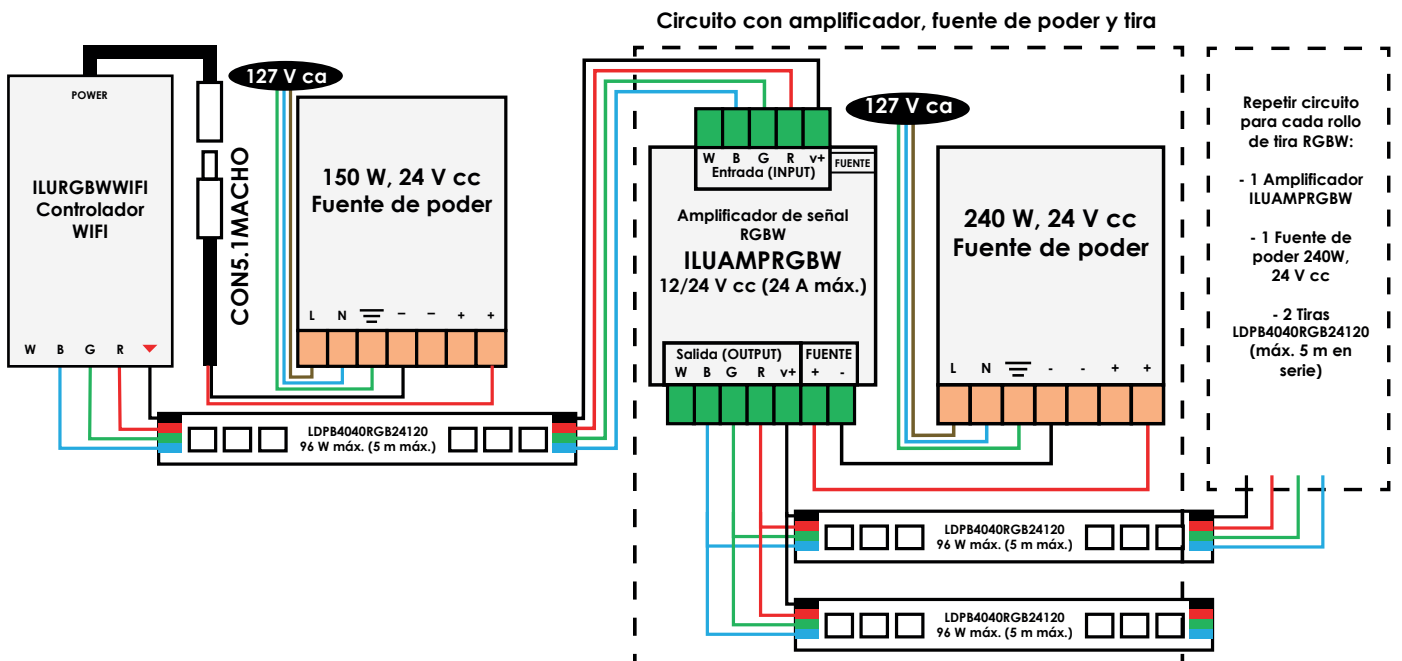 Circuito con amplificador, fuente de poder y tira
POWER
ILURGBWWIFI
Controlador
WIFI
W B G R
CON5.1MACHO
127 V ca
150 W, 24 V cc
Fuente de poder
L N – – + +
LDPB4040RGB24120
96 W máx. (5 m máx.)
W B G R v+
Entrada (INPUT)
FUENTE
Amplificador de señal
RGBW
ILUAMPRGBW
12/24 V cc (24 A máx.)
Salida (OUTPUT)
W B G R v+
FUENTE
+ -
127 V ca
240 W, 24 V cc
Fuente de poder
L N - - + +
LDPB4040RGB24120
96 W máx. (5 m máx.)
LDPB4040RGB24120
96 W máx. (5 m máx.)
Repetir circuito
para cada rollo
de tira RGBW:
- 1 Amplificador
ILUAMPRGBW
- 1 Fuente de
poder 240W,
24 V cc
- 2 Tiras
LDPB4040RGB24120
(máx. 5 m en
serie)